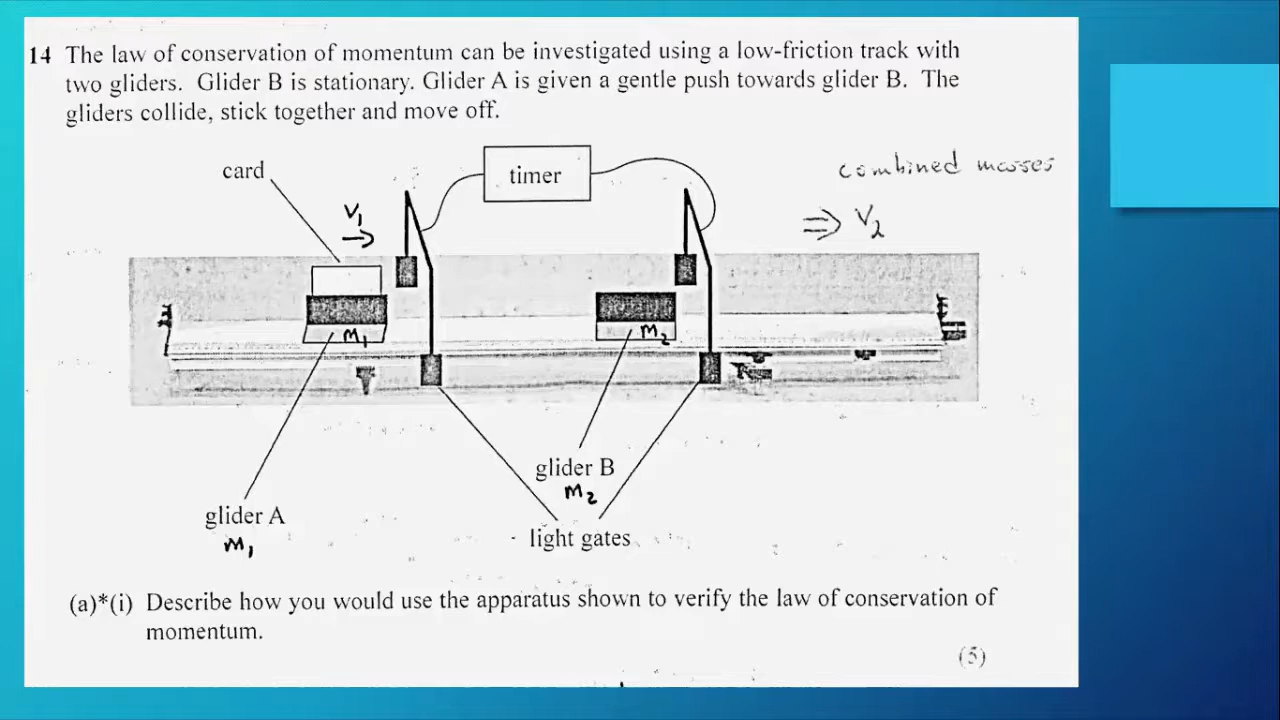 14 The law of conservation of momentum can be investigated using a low-friction track with
two gliders. Glider B is stationary. Glider A is given a gentle push towards glider B. The
gliders collide, stick together and move off.
card
timer
combined masses
V₁
→
⇒ V₂
M₁
M₂
glider B
M₂
glider A
M₁
light gates
(a)*(i) Describe how you would use the apparatus shown to verify the law of conservation of
momentum.
(5)